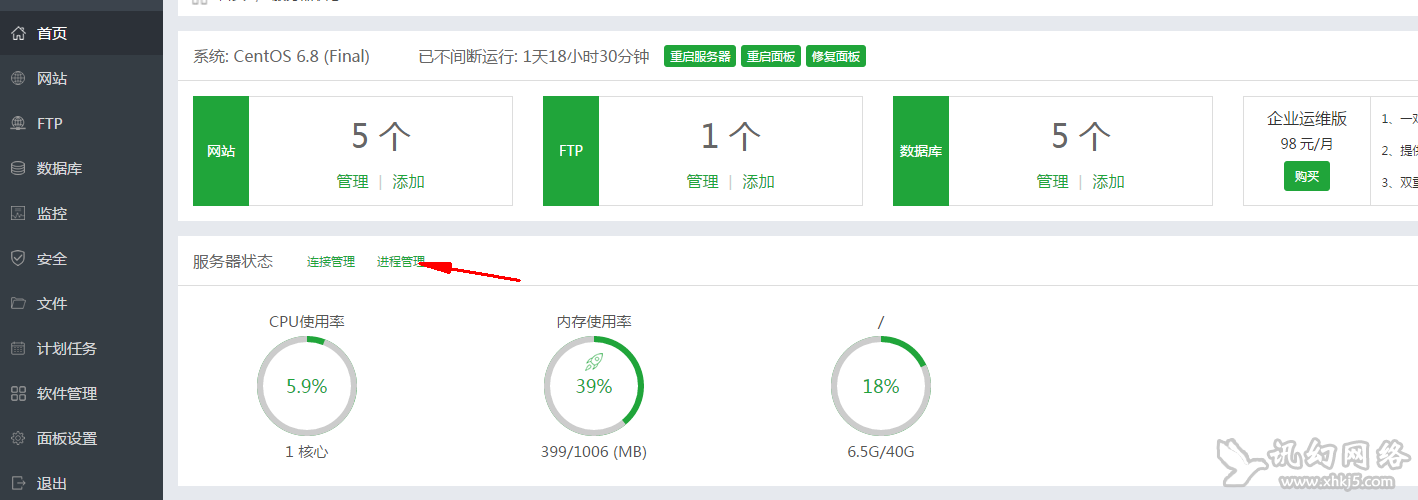 首页
网站
FTP
数据库
监控
安全
文件
计划任务
软件管理
面板设置
退出
系统: CentOS 6.8 (Final) 已不间断运行: 1天18小时30分钟 重启服务器 重启面板 修复面板
网站
5 个
管理 | 添加
FTP
1 个
管理 | 添加
数据库
5 个
管理 | 添加
企业运维版
98 元/月
购买
1、一对
2、提供
3、双重
服务器状态 连接管理 进程管理
CPU使用率
5.9%
1 核心
内存使用率
39%
399/1006 (MB)
/
18%
6.5G/40G
讯幻网络
www.xhkj5.com